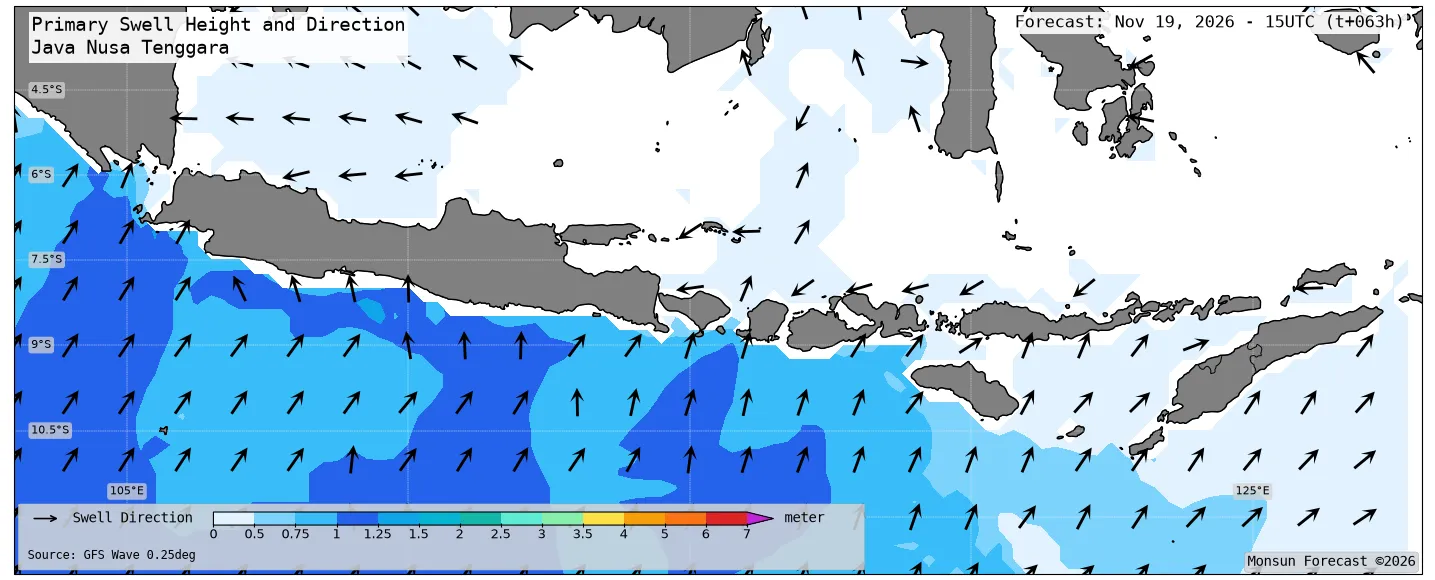 Primary Swell Height and Direction
Java Nusa Tenggara
Forecast: Nov 19, 2026 - 15UTC (t+063h)
4.5°S
6°S
7.5°S
9°S
10.5°S
105°E
125°E
Swell Direction
meter
0 0.5 0.75 1 1.25 1.5 2 2.5 3 3.5 4 5 6 7
Source: GFS Wave 0.25deg
Monsun Forecast ©2026